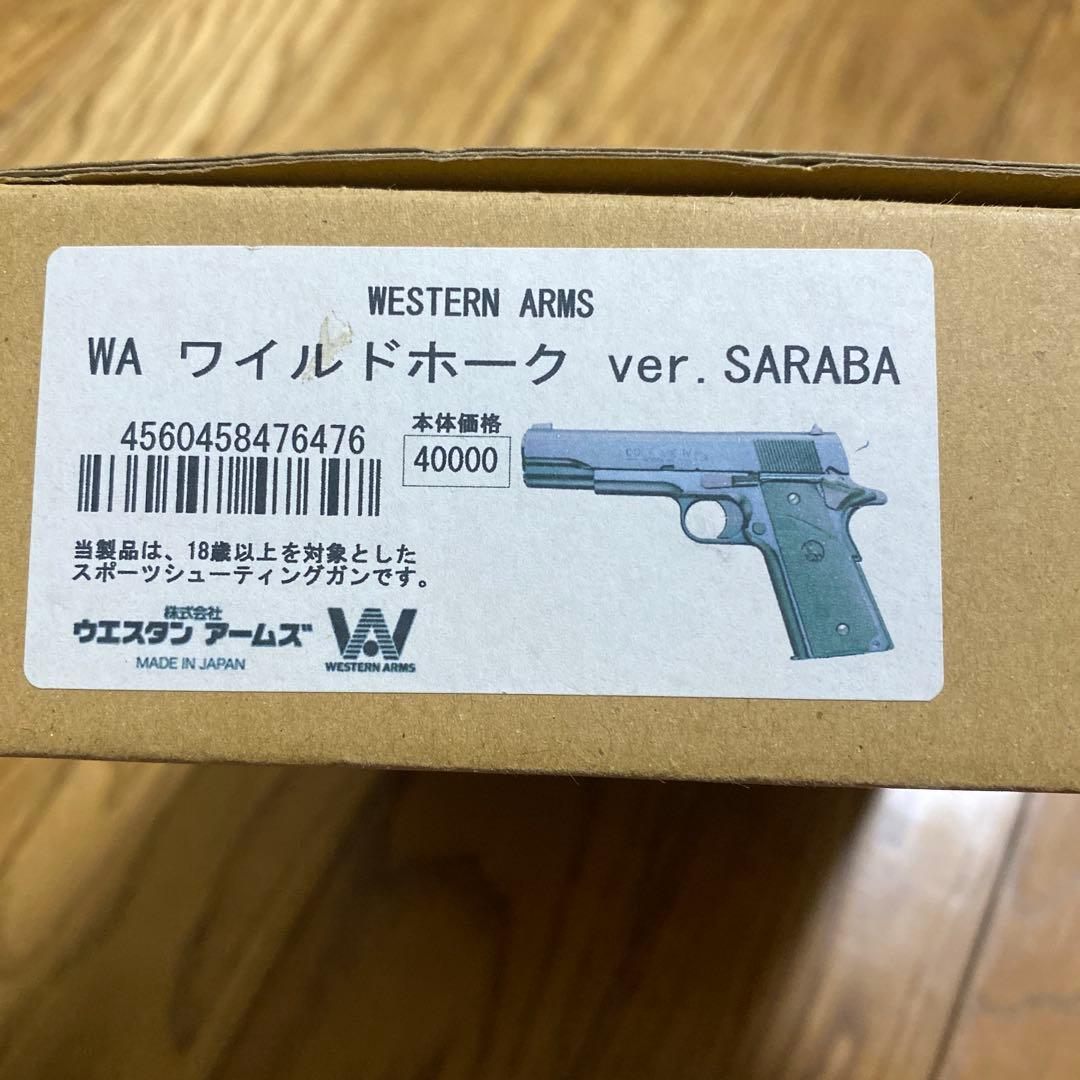 WESTERN ARMS
WA ワイルドホーク ver. SARABA
4560458476476
本体価格
40000
当製品は、18歳以上を対象とした
スポーツシューティングガンです。
株式会社
ウエスタン アームズ
MADE IN JAPAN
WESTERN ARMS